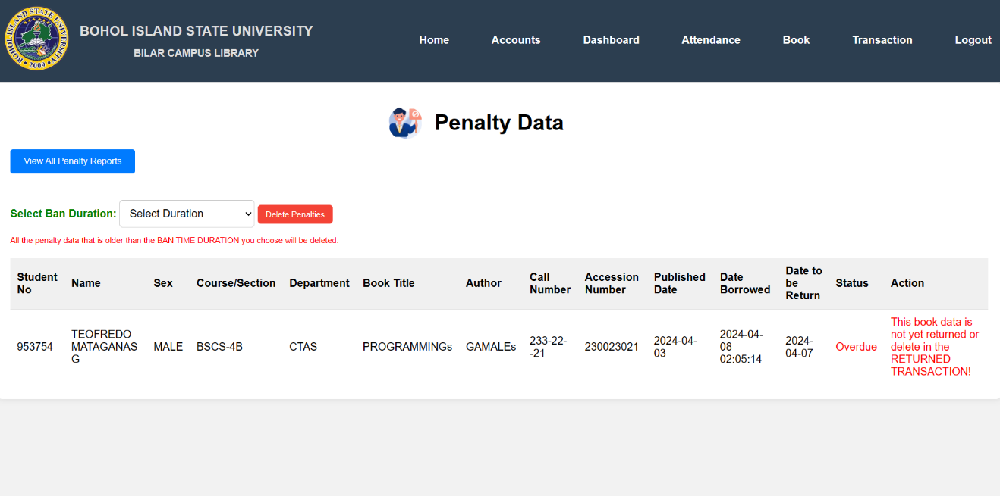 BOHOL ISLAND STATE UNIVERSITY
2009
BOHOL ISLAND STATE UNIVERSITY
BILAR CAMPUS LIBRARY
Home Accounts Dashboard Attendance Book Transaction Logout
Penalty Data
View All Penalty Reports
Select Ban Duration: Select Duration Delete Penalties
All the penalty data that is older than the BAN TIME DURATION you choose will be deleted.
Student
No
Name
Sex
Course/Section
Department
Book Title
Author
Call
Number
Accession
Number
Published
Date
Date
Borrowed
Date to
be
Return
Status
Action
953754
TEOFREDO
MATAGANAS
G
MALE
BSCS-4B
CTAS
PROGRAMMINGs
GAMALEs
233-22-
-21
230023021
2024-04-
03
2024-04-
08
02:05:14
2024-
04-07
Overdue
This book data is
not yet returned or
delete in the
RETURNED
TRANSACTION!